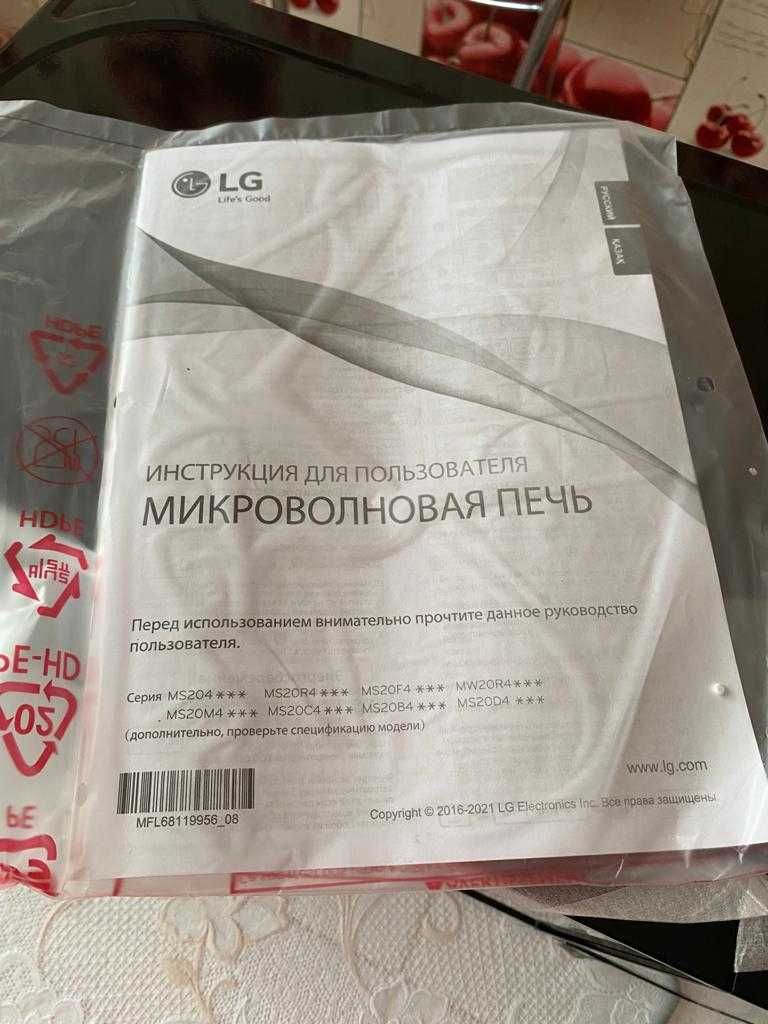 LG
Life's Good
РУССКИЙ
ҚАЗАҚ
ИНСТРУКЦИЯ ДЛЯ ПОЛЬЗОВАТЕЛЯ
МИКРОВОЛНОВАЯ ПЕЧЬ
Перед использованием внимательно прочтите данное руководство
пользователя.
Серия MS204*** MS20R4*** MS20F4*** MW20R4***
MS20M4*** MS20C4*** MS20B4*** MS20D4***
(дополнительно, проверьте спецификацию модели)
www.lg.com
MFL68119956_08
Copyright © 2016-2021 LG Electronics Inc. Все права защищены.
HDPE
HDPE
PE-HD
02
PE